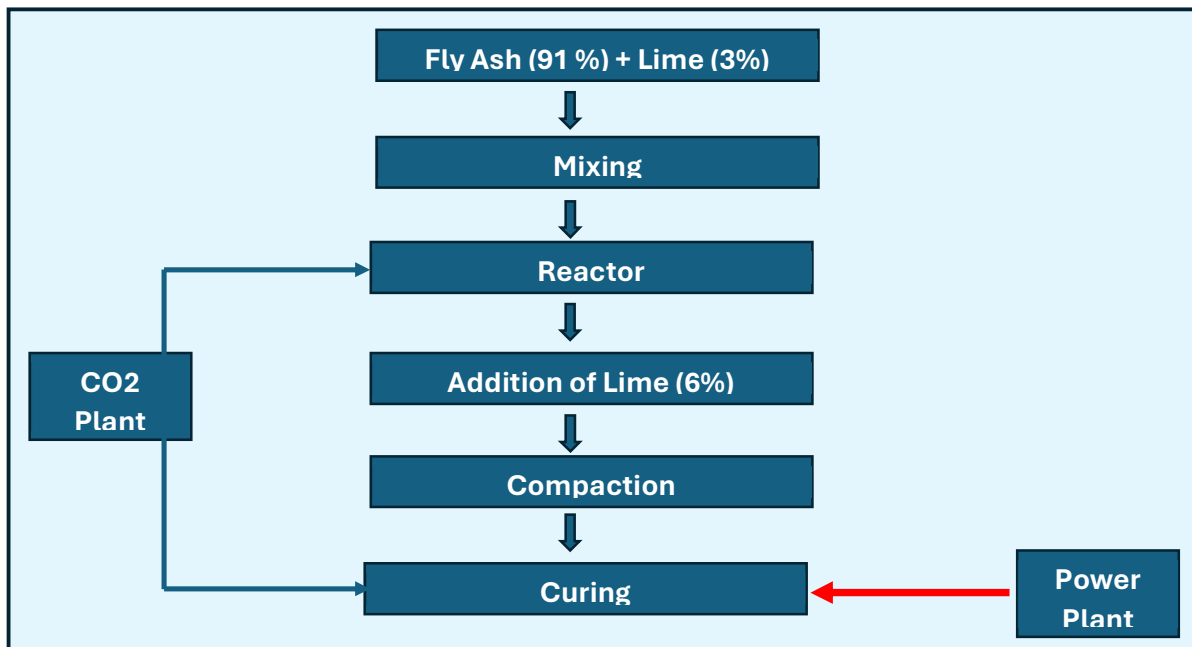 Fly Ash (91 %) + Lime (3%)
Mixing
Reactor
CO2
Plant
Addition of Lime (6%)
Compaction
Curing
Power
Plant